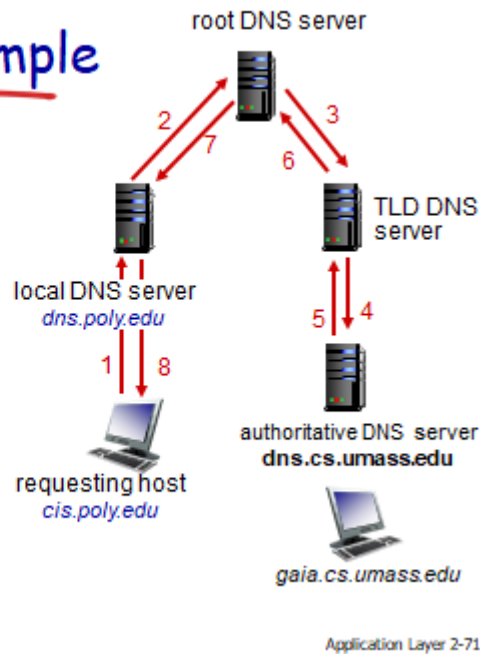 root DNS server
mple
2
3
7
6
TLD DNS
server
local DNS server
dns.poly.edu
5
4
1
8
authoritative DNS server
dns.cs.umass.edu
requesting host
cis.poly.edu
gaia.cs.umass.edu
Application Layer 2-71